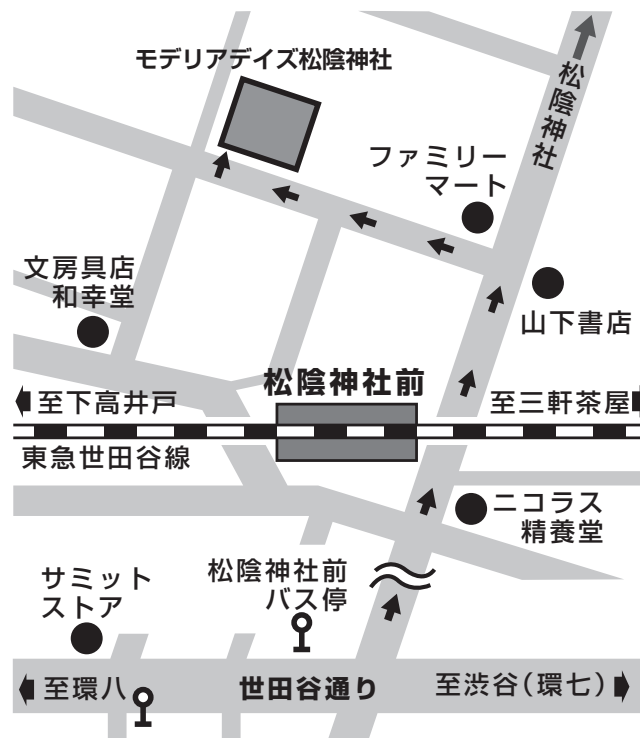 モデリアデイズ松陰神社
松陰神社
ファミリー
マート
文房具店
和幸堂
山下書店
松陰神社前
至下高井戸
至三軒茶屋
東急世田谷線
ニコラス
精養堂
松陰神社前
バス停
サミット
ストア
至環八
世田谷通り
至渋谷（環七）